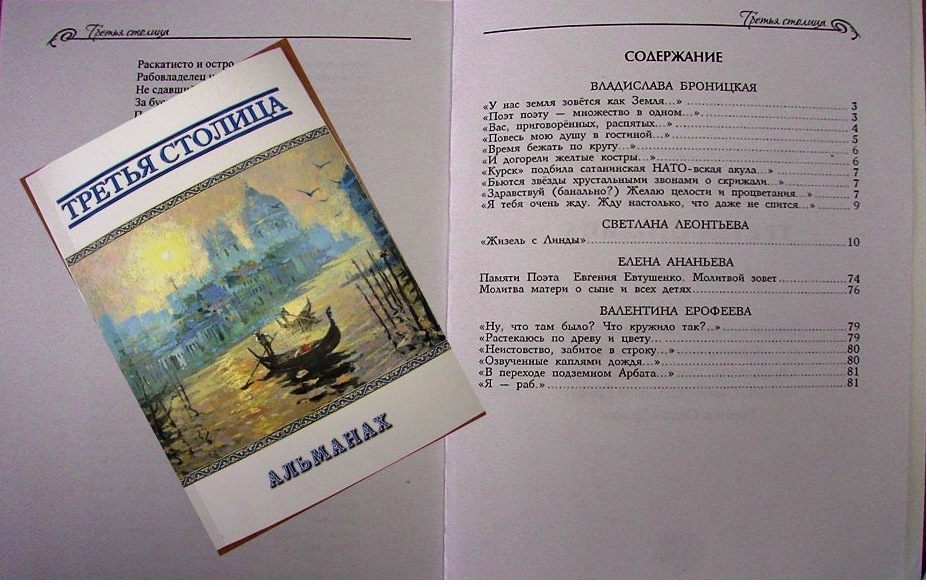 Третья столица
Раскатисто и остро
Рабовладелец
Не сдавший
За
ТРЕТЬЯ СТОЛИЦА
АЛЬМАНАХ
Третья столица
СОДЕРЖАНИЕ
ВЛАДИСЛАВА БРОНИЦКАЯ
«У нас земля зовётся как Земля...» 3
«Поэт поэту — множество в одном...» 3
«Вас, приговорённых, распятых...» 4
«Повесь мою душу в гостиной...» 5
«Время бежать по кругу...» 6
«И догорели желтые костры...» 6
«Курск» подбила сатанинская НАТО-вская акула...» 7
«Бьются звёзды хрустальными звонами о скрижали...» 7
«Здравствуй (банально?) Желаю целости и процветания...» 7
«Я тебя очень жду. Жду настолько, что даже не спится...» 9
СВЕТЛАНА ЛЕОНТЬЕВА
«Жизель с Линды» 10
ЕЛЕНА АНАНЬЕВА
Памяти Поэта Евгения Евтушенко. Молитвой зовет 74
Молитва матери о сыне и всех детях 76
ВАЛЕНТИНА ЕРОФЕЕВА
«Ну, что там было? Что кружило так?..» 79
«Растекаюсь по древу и цвету 79
«Неистовство, забитое в строку...» 80
«Озвученные каплями дождя...» 80
«В переходе подземном Арбата...» 81
«Я — раб.» 81